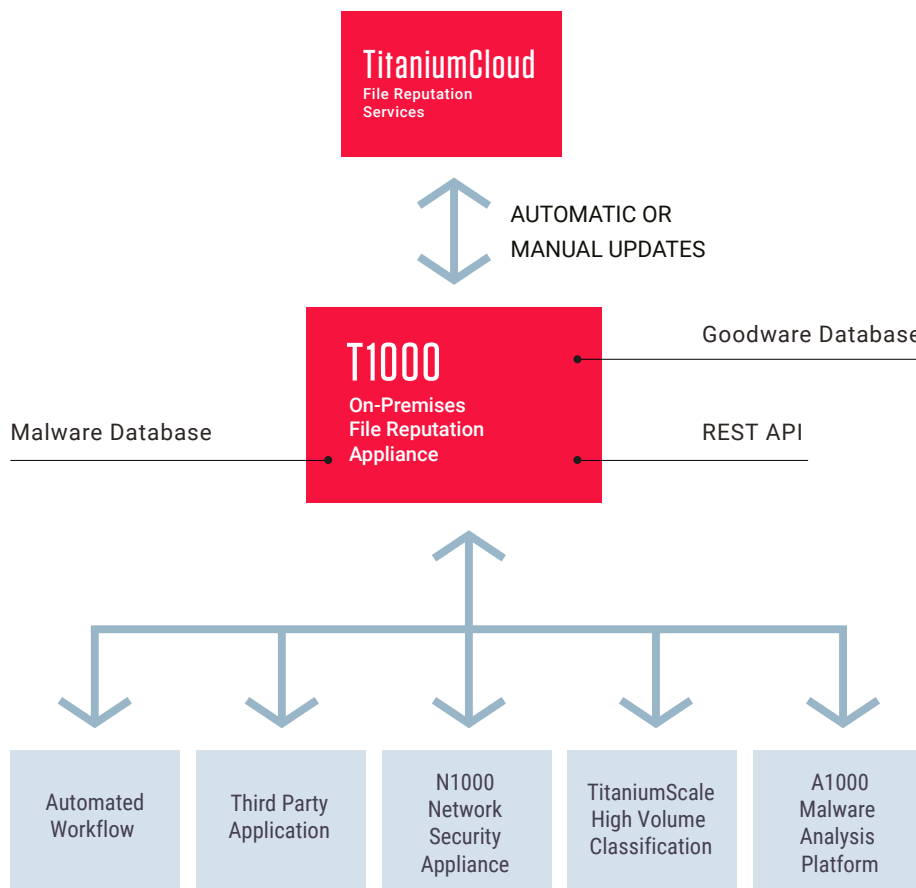 TitaniumCloud
File Reputation
Services
AUTOMATIC OR
MANUAL UPDATES
T1000
On-Premises
File Reputation
Appliance
Goodware Database
Malware Database
REST API
Automated
Workflow
Third Party
Application
N1000
Network
Security
Appliance
TitaniumScale
High Volume
Classification
A1000
Malware
Analysis
Platform